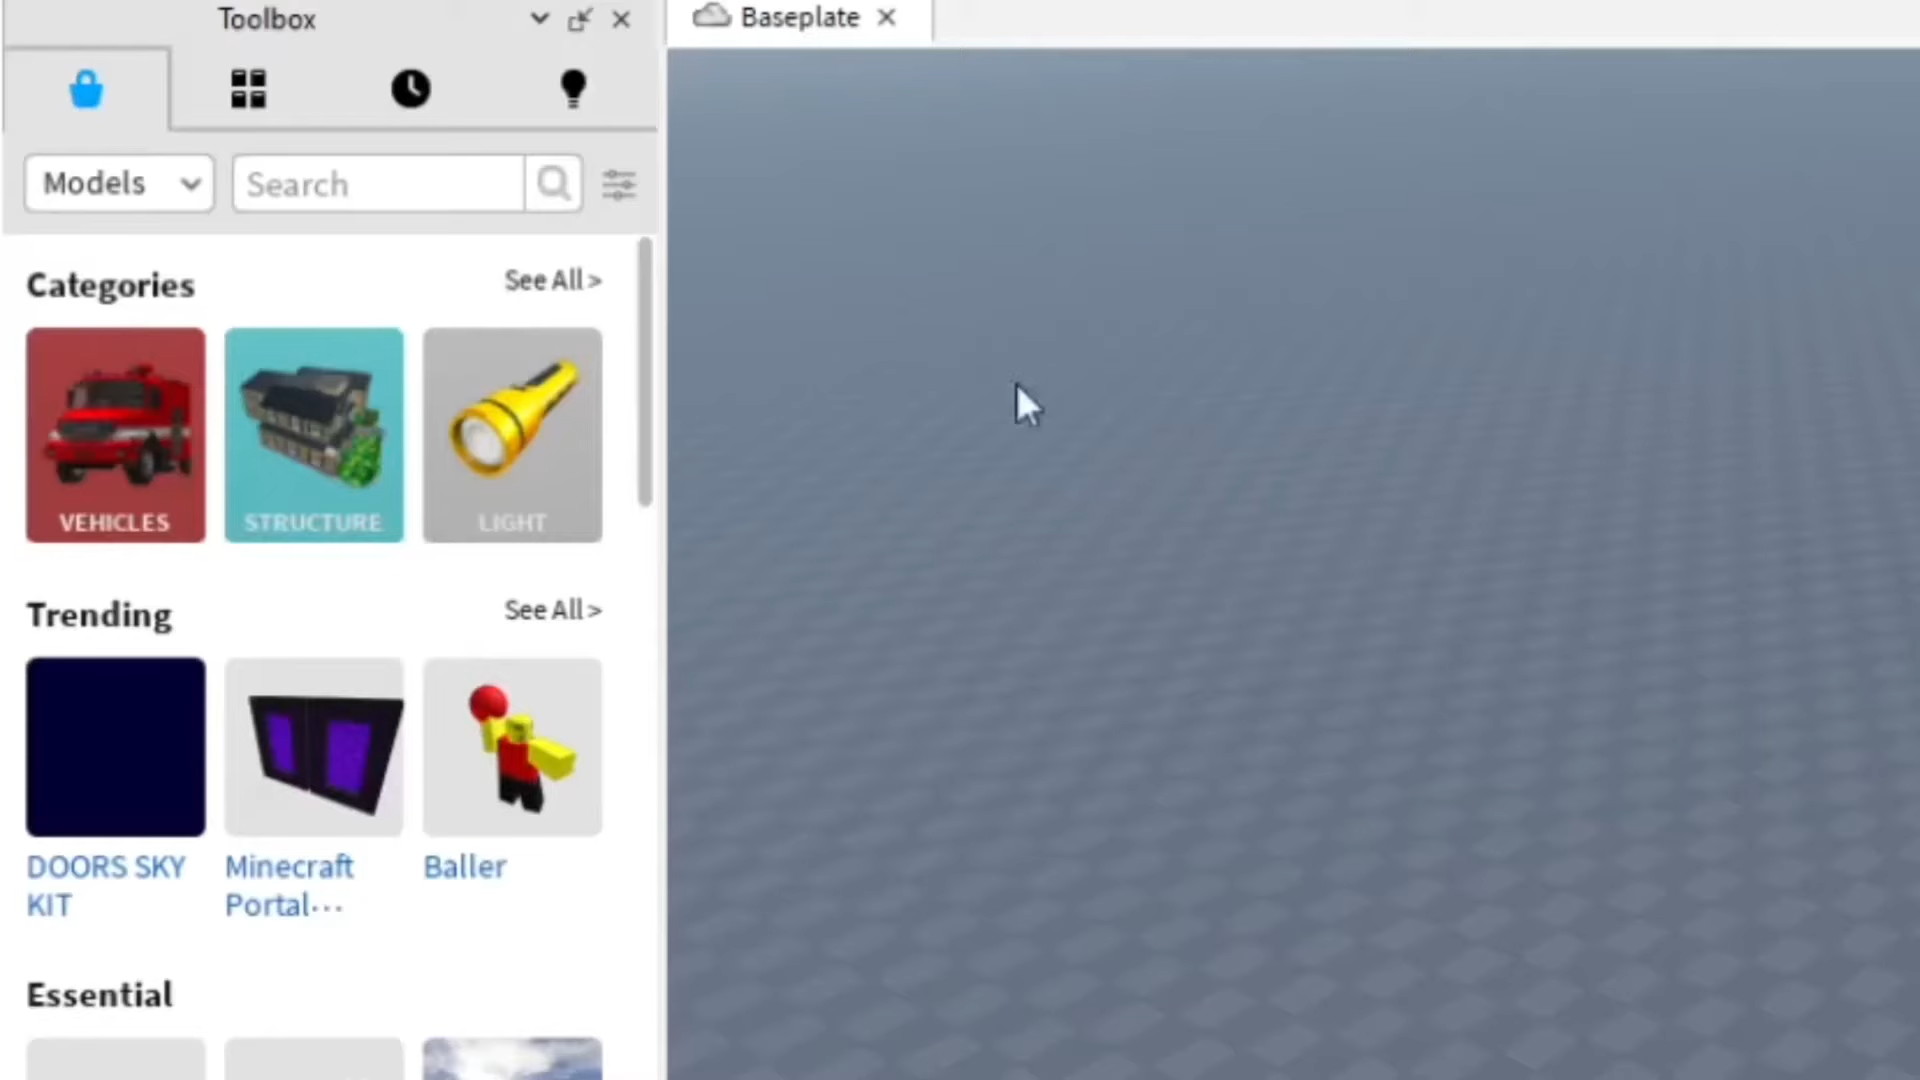 Toolbox
Baseplate
Models
Search
Categories
See All >
VEHICLES
STRUCTURE
LIGHT
Trending
See All >
DOORS SKY KIT
Minecraft Portal···
Baller
Essential